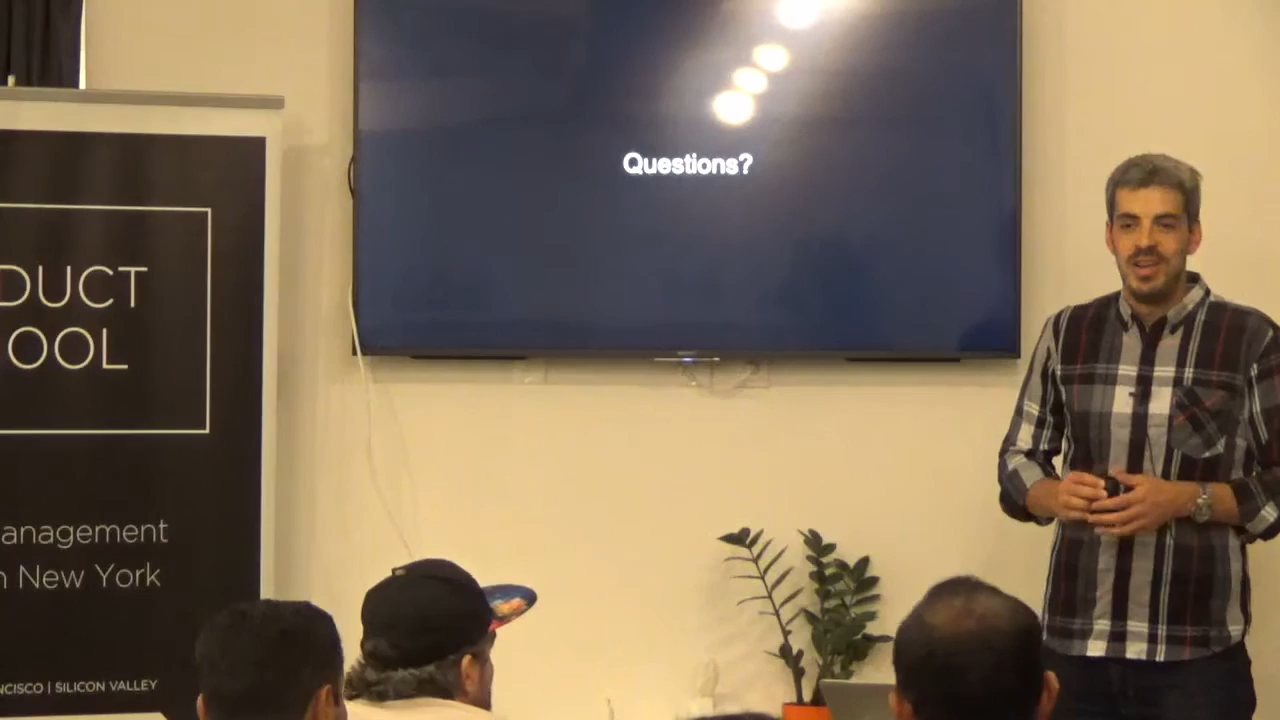 Questions?
DUCT
OOL
anagement
n New York
NCISCO | SILICON VALLEY